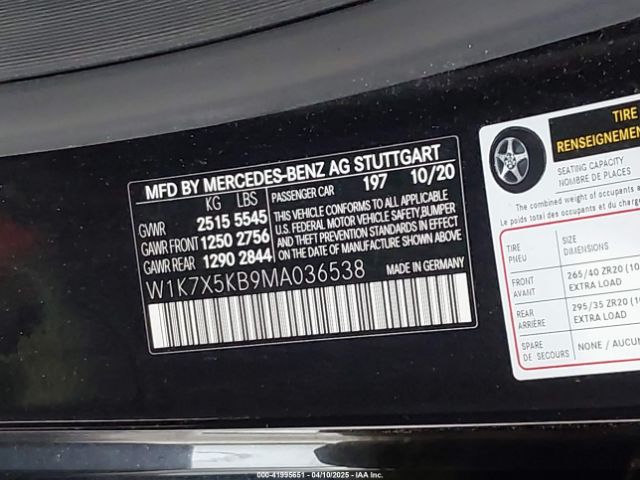 MFD BY MERCEDES-BENZ AG STUTTGART
KG LBS PASSENGER CAR 197 10/20
GVWR 2515 5545
GAWR FRONT 1250 2756
GAWR REAR 1290 2844
THIS VEHICLE CONFORMS TO ALL APPLICABLE
U.S. FEDERAL MOTOR VEHICLE SAFETY,BUMPER
AND THEFT PREVENTION STANDARDS IN EFFECT
ON THE DATE OF MANUFACTURE SHOWN ABOVE.
W1K7X5KB9MA036538 MADE IN GERMANY
TIRE
RENSEIGNEMEN
SEATING CAPACITY
NOMBRE DE PLACES
The combined weight of occupants a
Le poids total des occupants et du charge
TIRE SIZE
PNEU DIMENSIONS
FRONT 265/40 ZR20 (10
AVANT EXTRA LOAD
REAR 295/35 ZR20 (10
ARRIÈRE EXTRA LOAD
SPARE NONE / AUCUN
DE SECOURS
000-41995651 - 04/10/2025 - IAA Inc.